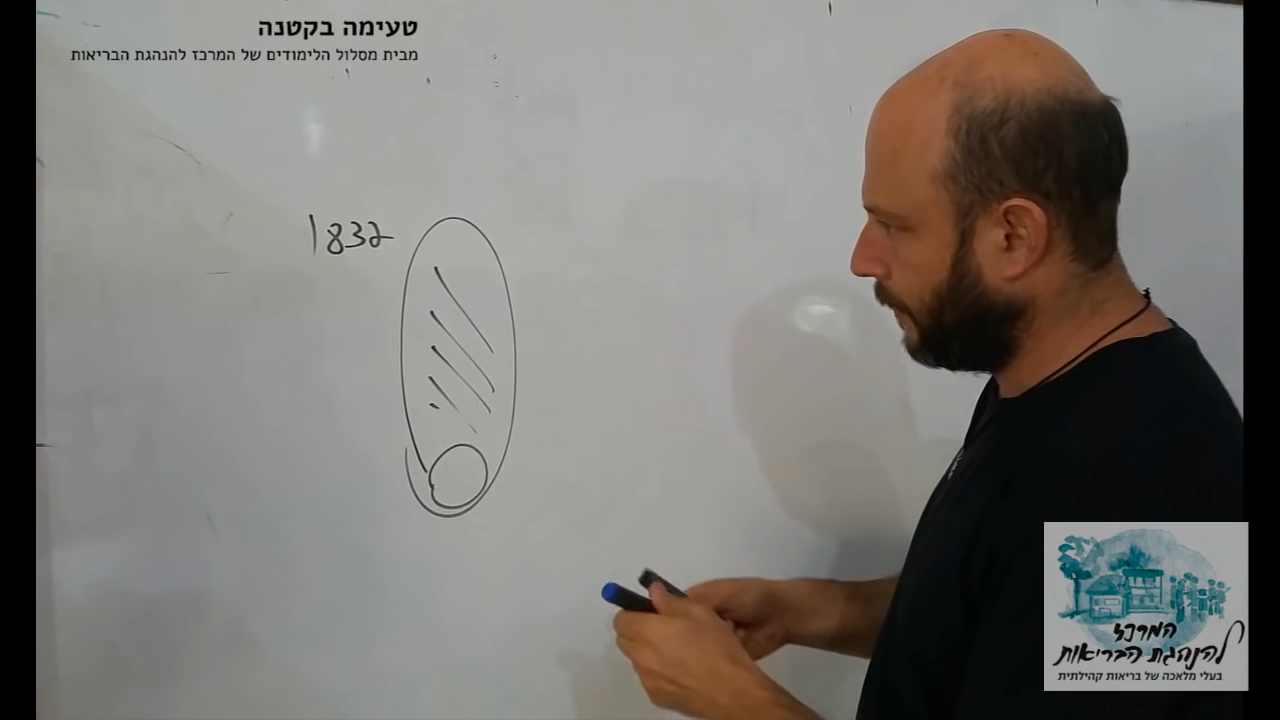 טעימה בקטנה
מבית מסלול הלימודים של המרכז להנהגת הבריאות
1832
המרכז
להנהגת הבריאות
בעלי מלאכה של בריאות קהילתית